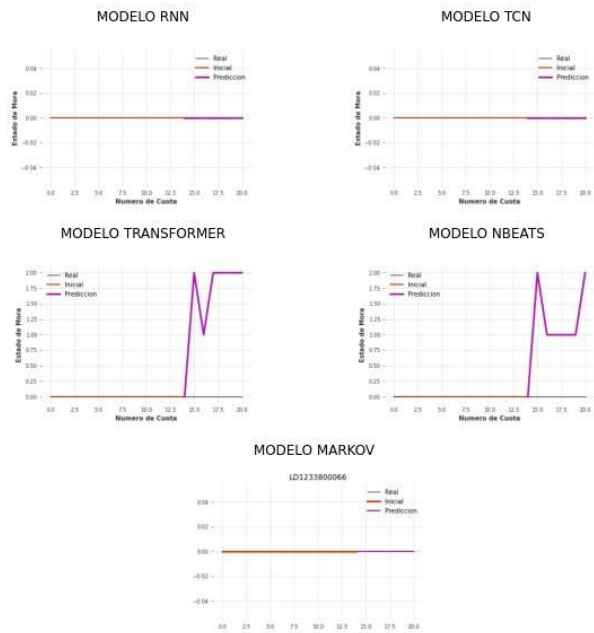 MODELO RNN
MODELO TCN
Real
Inicial
Prediccion
0.04
0.02
0.00
−0.02
−0.04
Estado de Mora
0.0 2.5 5.0 7.5 10.0 12.5 15.0 17.5 20.0
Numero de Cuota
Real
Inicial
Prediccion
0.04
0.02
0.00
−0.02
−0.04
Estado de Mora
0.0 2.5 5.0 7.5 10.0 12.5 15.0 17.5 20.0
Numero de Cuota
MODELO TRANSFORMER
MODELO NBEATS
Real
Inicial
Prediccion
2.00
1.75
1.50
1.25
1.00
0.75
0.50
0.25
0.00
Estado de Mora
0.0 2.5 5.0 7.5 10.0 12.5 15.0 17.5 20.0
Numero de Cuota
Real
Inicial
Prediccion
2.00
1.75
1.50
1.25
1.00
0.75
0.50
0.25
0.00
Estado de Mora
0.0 2.5 5.0 7.5 10.0 12.5 15.0 17.5 20.0
Numero de Cuota
MODELO MARKOV
LD1233800066
Real
Inicial
Prediccion
0.04
0.02
0.00
−0.02
−0.04
0.0 2.5 5.0 7.5 10.0 12.5 15.0 17.5 20.0